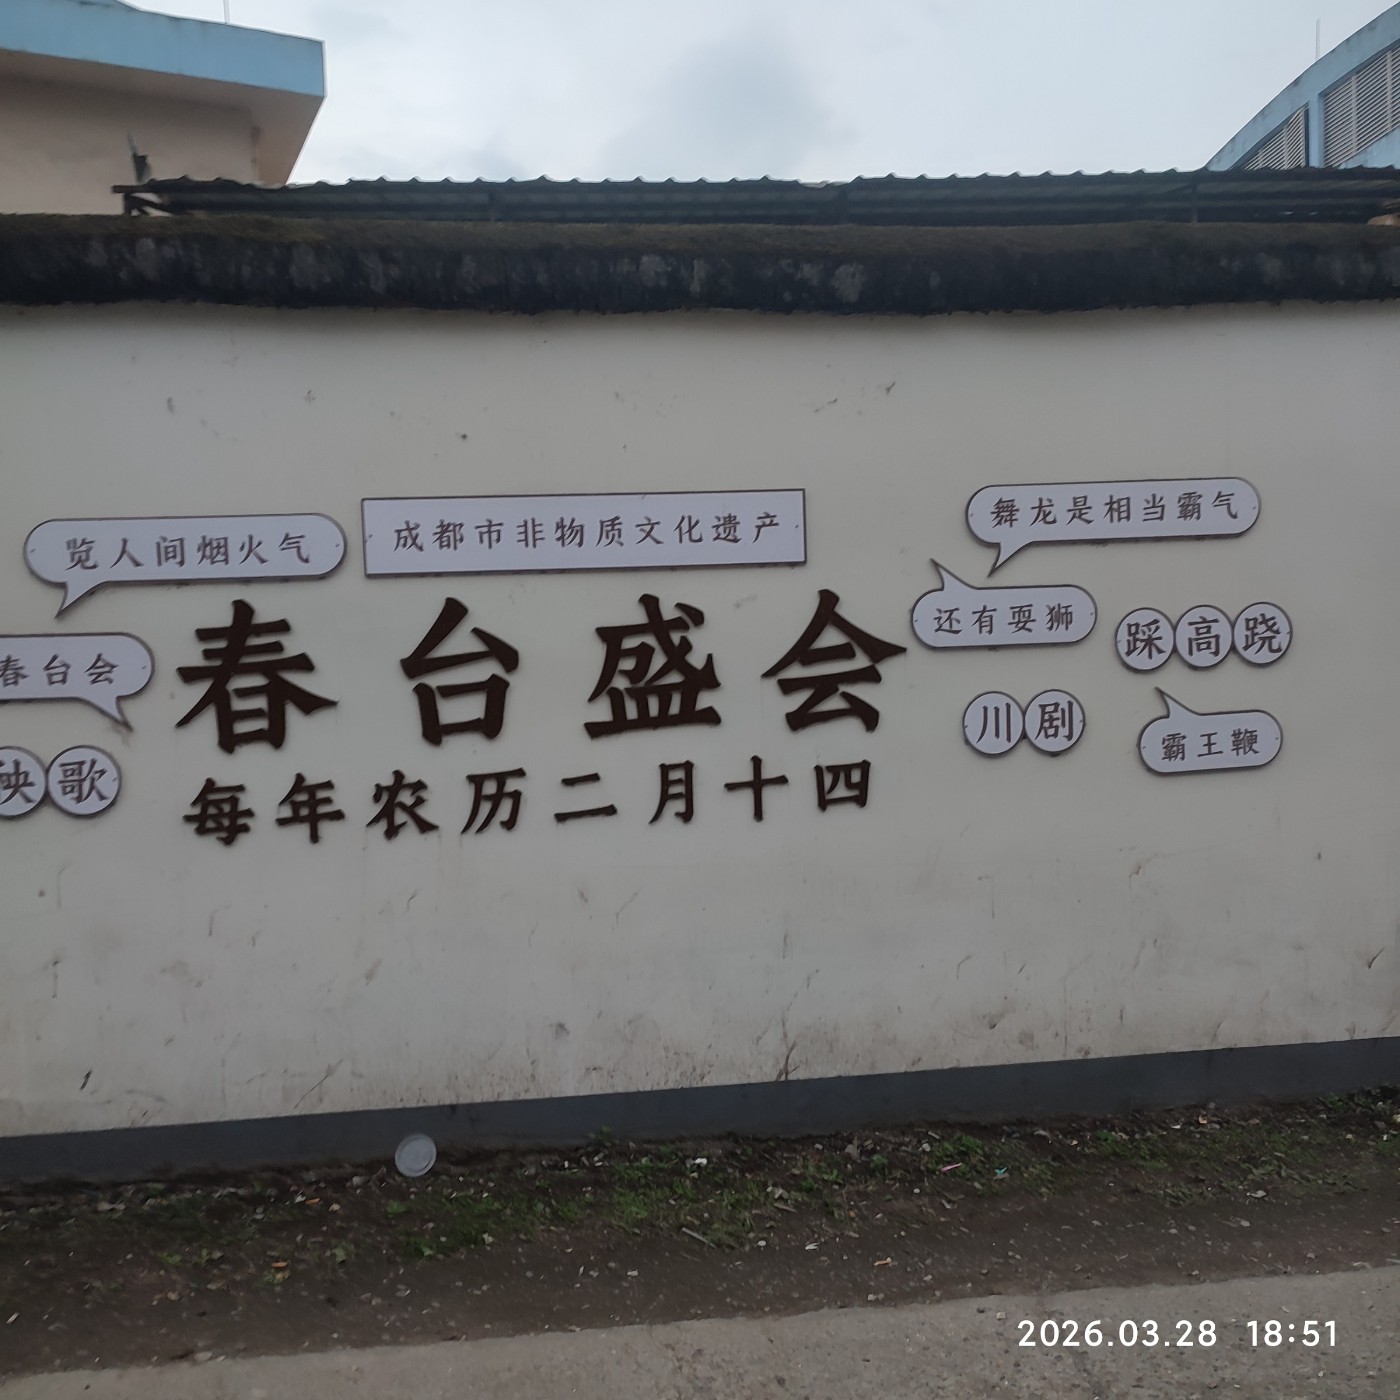 览人间烟火气
成都市非物质文化遗产
舞龙是相当霸气
春台会
春台盛会
还有耍狮
踩高跷
秧歌
每年农历二月十四
川剧
霸王鞭
2026.03.28 18:51